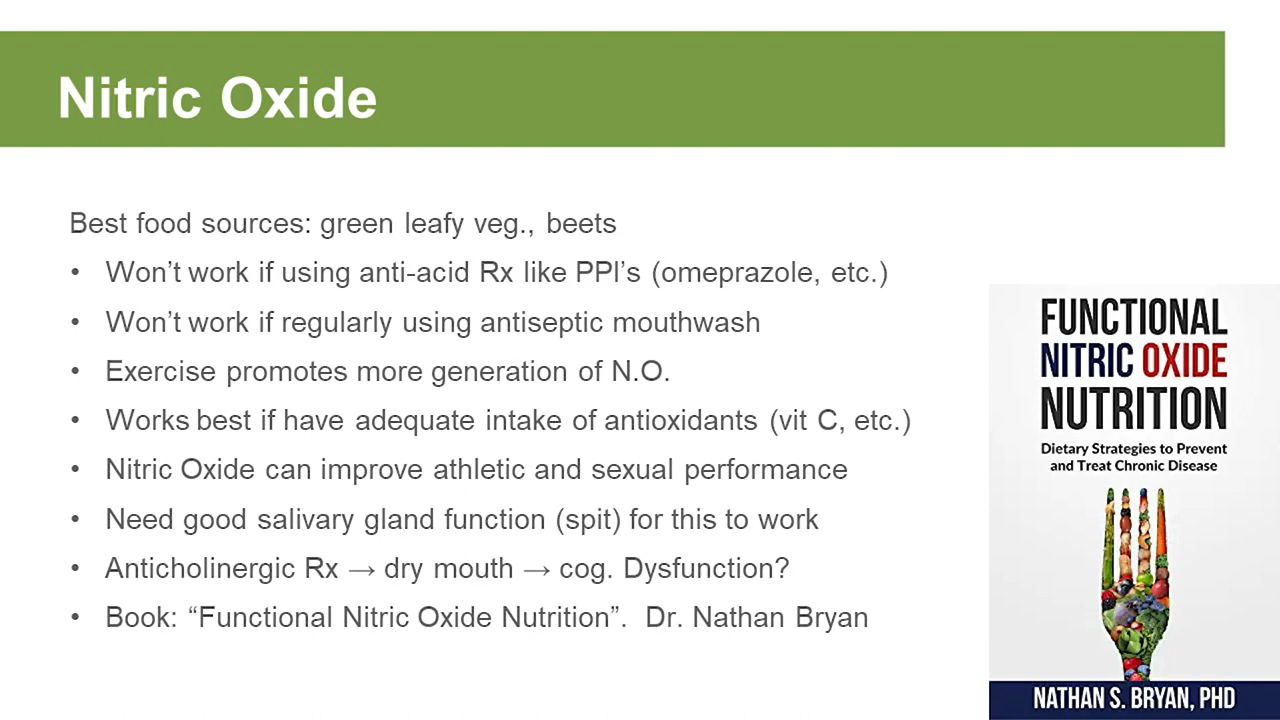 Nitric Oxide
Best food sources: green leafy veg., beets
• Won’t work if using anti-acid Rx like PPI’s (omeprazole, etc.)
• Won’t work if regularly using antiseptic mouthwash
• Exercise promotes more generation of N.O.
• Works best if have adequate intake of antioxidants (vit C, etc.)
• Nitric Oxide can improve athletic and sexual performance
• Need good salivary gland function (spit) for this to work
• Anticholinergic Rx → dry mouth → cog. Dysfunction?
• Book: “Functional Nitric Oxide Nutrition”. Dr. Nathan Bryan
FUNCTIONAL
NITRIC OXIDE
NUTRITION
Dietary Strategies to Prevent
and Treat Chronic Disease
NATHAN S. BRYAN, PHD